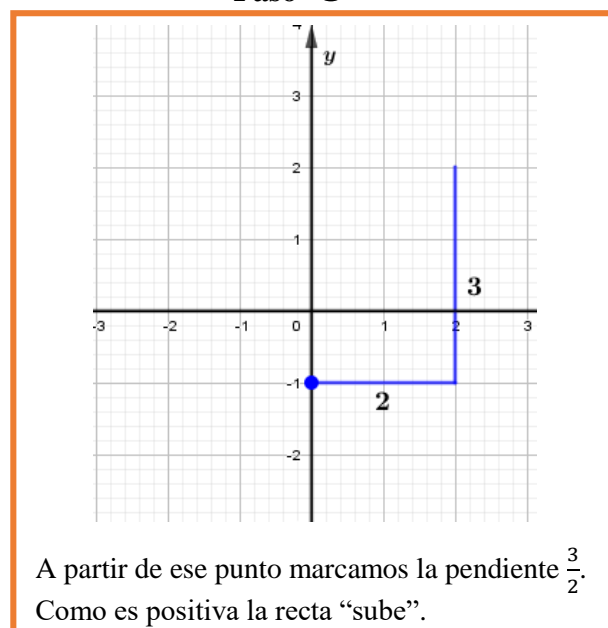 4
y
3
2
1
3
-3 -2 -1 0 1 2 3
-1
2
-2
A partir de ese punto marcamos la pendiente 3/2.
Como es positiva la recta “sube”.